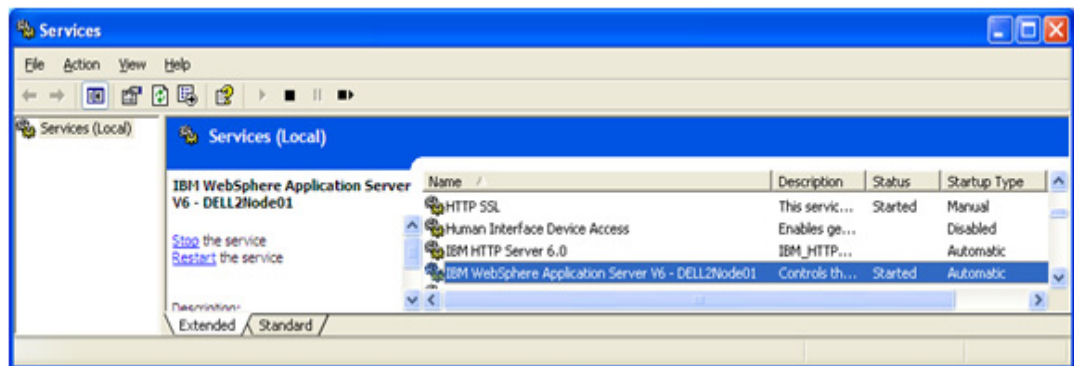 Services
File Action View Help
Services (Local)
Services (Local)
IBM WebSphere Application Server V6 - DELL2Node01
Stop the service
Restart the service
Description:
Name Description Status Startup Type
HTTP SSL This servic... Started Manual
Human Interface Device Access Enables ge... Disabled
IBM HTTP Server 6.0 IBM_HTTP... Automatic
IBM WebSphere Application Server V6 - DELL2Node01 Controls th... Started Automatic
Extended Standard